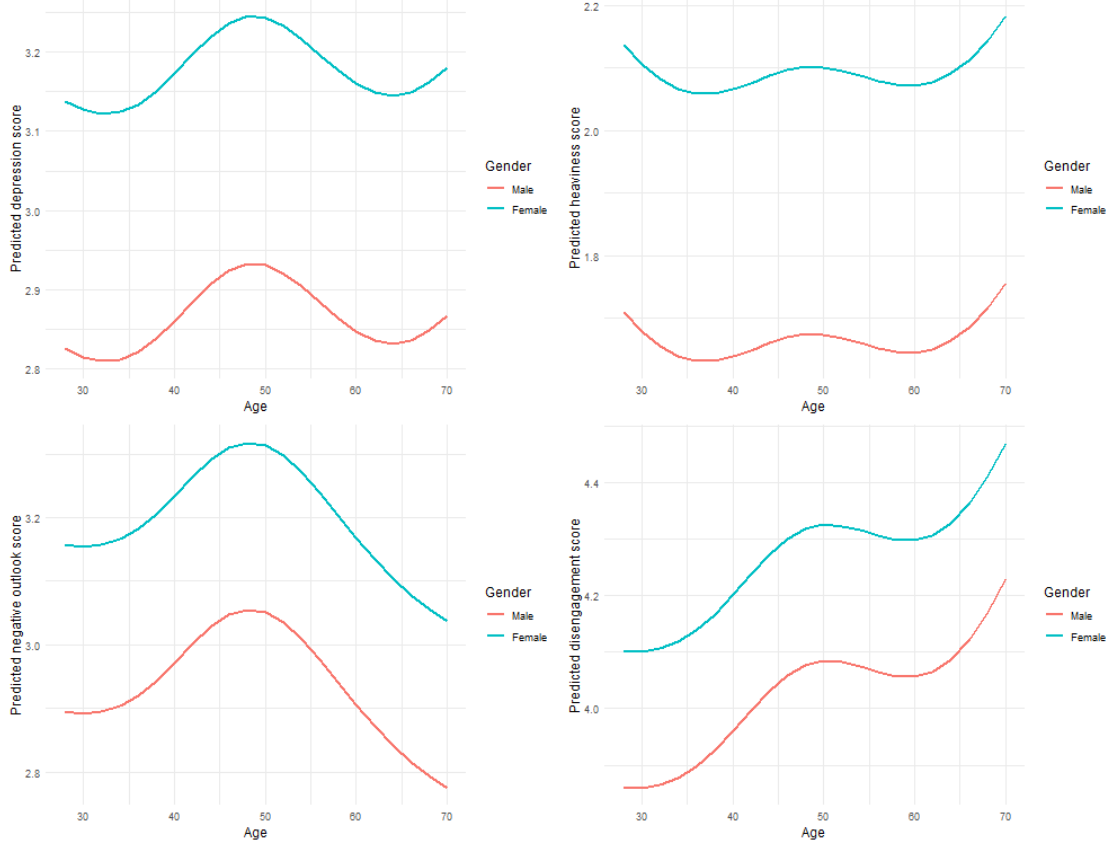 Predicted depression score
3.2
3.1
3.0
2.9
2.8
30 40 50 60 70
Age
Gender
Male
Female
Predicted heaviness score
2.2
2.0
1.8
30 40 50 60 70
Age
Gender
Male
Female
Predicted negative outlook score
3.2
3.0
2.8
30 40 50 60 70
Age
Gender
Male
Female
Predicted disengagement score
4.4
4.2
4.0
30 40 50 60 70
Age
Gender
Male
Female